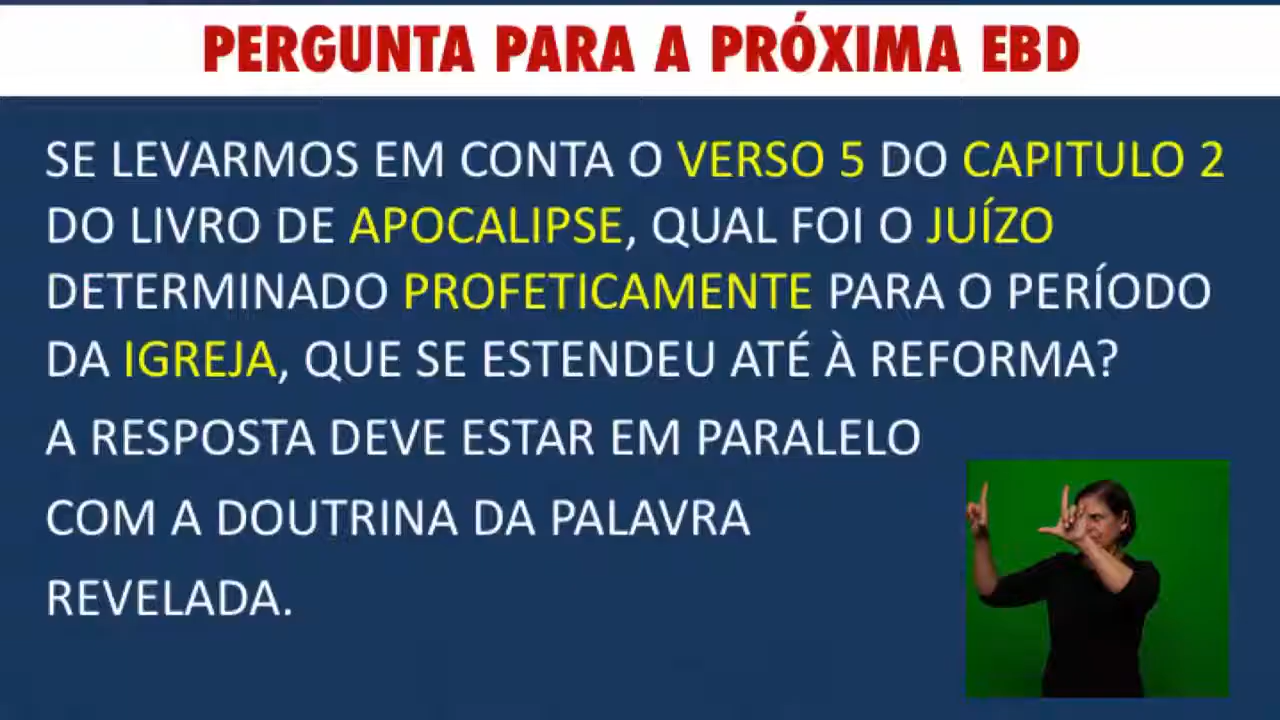 PERGUNTA PARA A PRÓXIMA EBD
SE LEVARMOS EM CONTA O VERSO 5 DO CAPITULO 2
DO LIVRO DE APOCALIPSE, QUAL FOI O JUÍZO
DETERMINADO PROFETICAMENTE PARA O PERÍODO
DA IGREJA, QUE SE ESTENDEU ATÉ À REFORMA?
A RESPOSTA DEVE ESTAR EM PARALELO
COM A DOUTRINA DA PALAVRA
REVELADA.